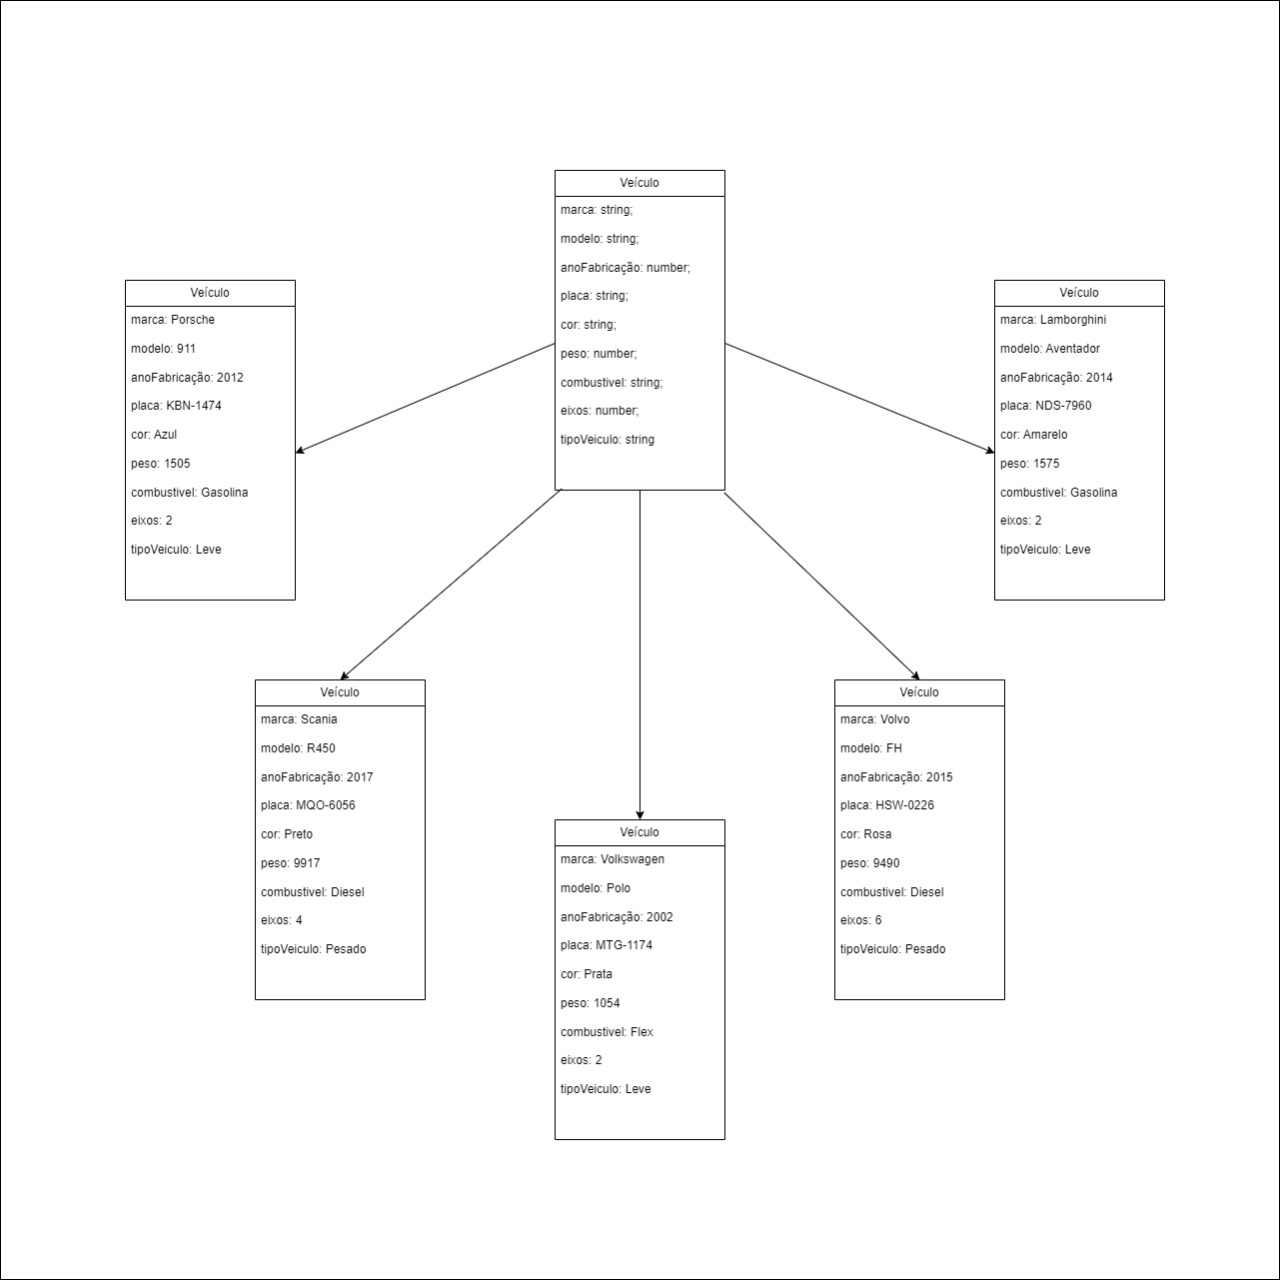 Veículo
marca: string;
modelo: string;
anoFabricação: number;
placa: string;
cor: string;
peso: number;
combustivel: string;
eixos: number;
tipoVeiculo: string
Veículo
marca: Porsche
modelo: 911
anoFabricação: 2012
placa: KBN-1474
cor: Azul
peso: 1505
combustivel: Gasolina
eixos: 2
tipoVeiculo: Leve
Veículo
marca: Lamborghini
modelo: Aventador
anoFabricação: 2014
placa: NDS-7960
cor: Amarelo
peso: 1575
combustivel: Gasolina
eixos: 2
tipoVeiculo: Leve
Veículo
marca: Scania
modelo: R450
anoFabricação: 2017
placa: MQO-6056
cor: Preto
peso: 9917
combustivel: Diesel
eixos: 4
tipoVeiculo: Pesado
Veículo
marca: Volkswagen
modelo: Polo
anoFabricação: 2002
placa: MTG-1174
cor: Prata
peso: 1054
combustivel: Flex
eixos: 2
tipoVeiculo: Leve
Veículo
marca: Volvo
modelo: FH
anoFabricação: 2015
placa: HSW-0226
cor: Rosa
peso: 9490
combustivel: Diesel
eixos: 6
tipoVeiculo: Pesado